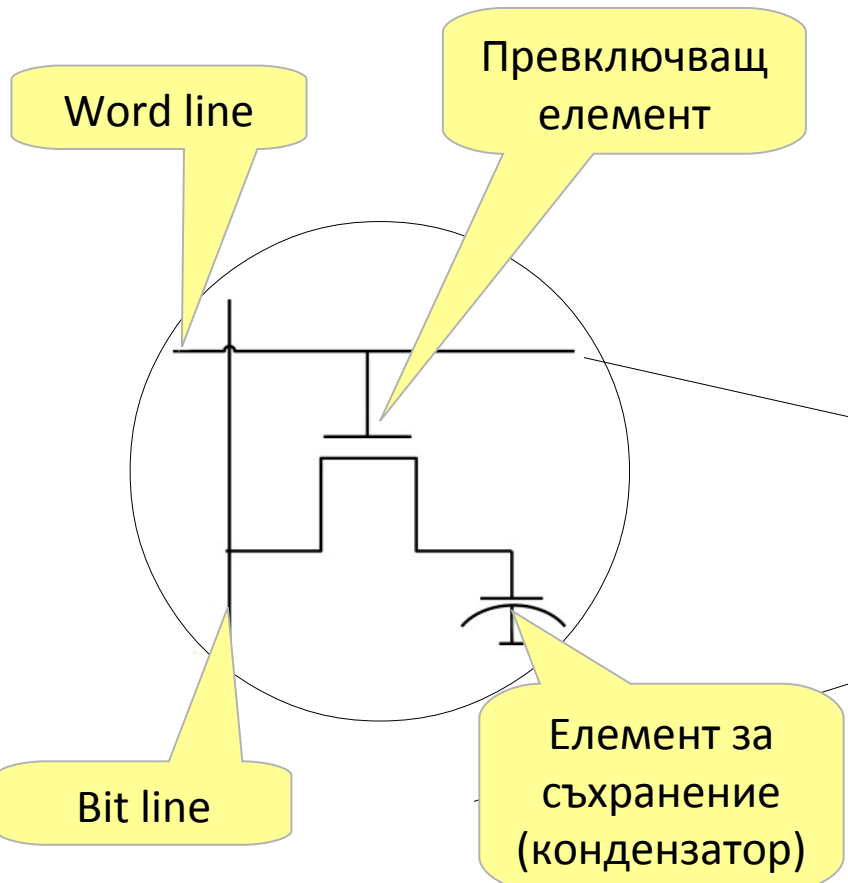 Word line
Превключващ
елемент
Bit line
Елемент за
съхранение
(кондензатор)